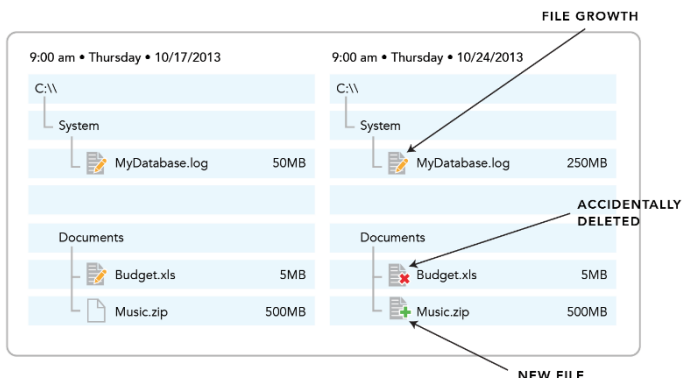 FILE GROWTH
9:00 am • Thursday • 10/17/2013
9:00 am • Thursday • 10/24/2013
C:\\
C:\\
System
System
MyDatabase.log 50MB
MyDatabase.log 250MB
ACCIDENTALLY
DELETED
Documents
Documents
Budget.xls 5MB
Budget.xls 5MB
Music.zip 500MB
Music.zip 500MB
NEW FILE